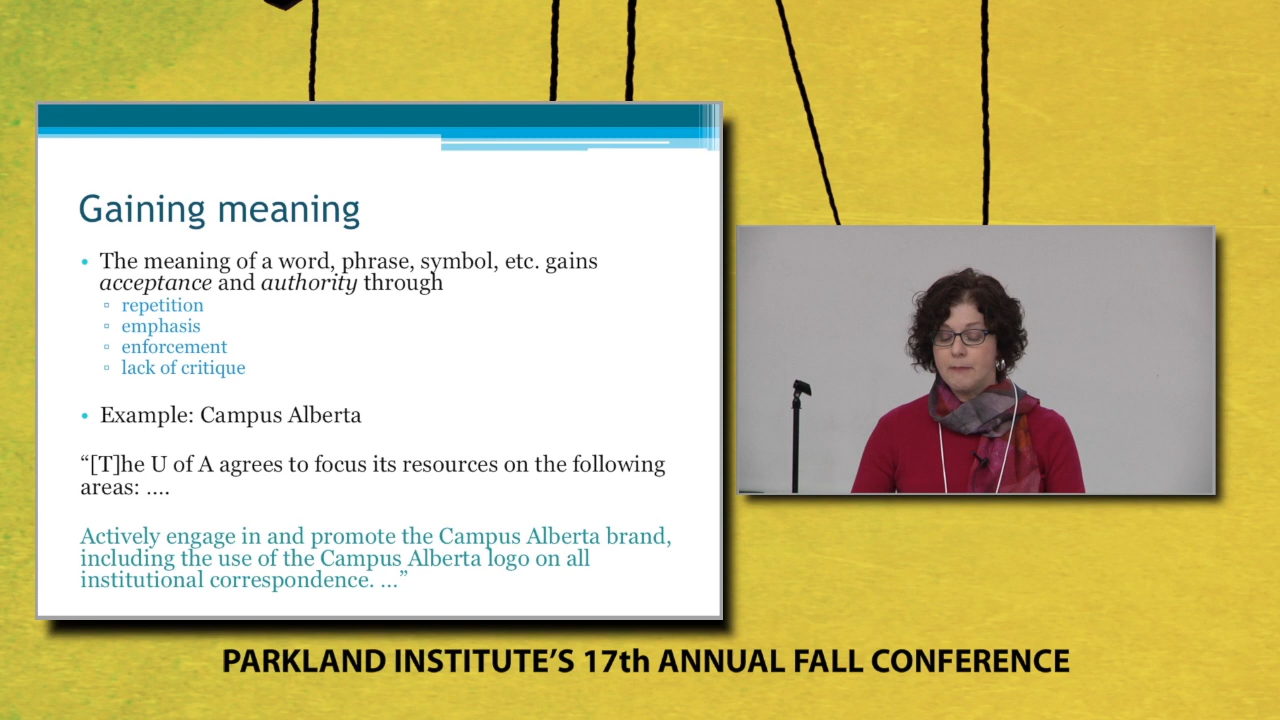 Gaining meaning
• The meaning of a word, phrase, symbol, etc. gains
acceptance and authority through
▫ repetition
▫ emphasis
▫ enforcement
▫ lack of critique
• Example: Campus Alberta
“[T]he U of A agrees to focus its resources on the following
areas: ....
Actively engage in and promote the Campus Alberta brand,
including the use of the Campus Alberta logo on all
institutional correspondence. ...”
PARKLAND INSTITUTE’S 17th ANNUAL FALL CONFERENCE